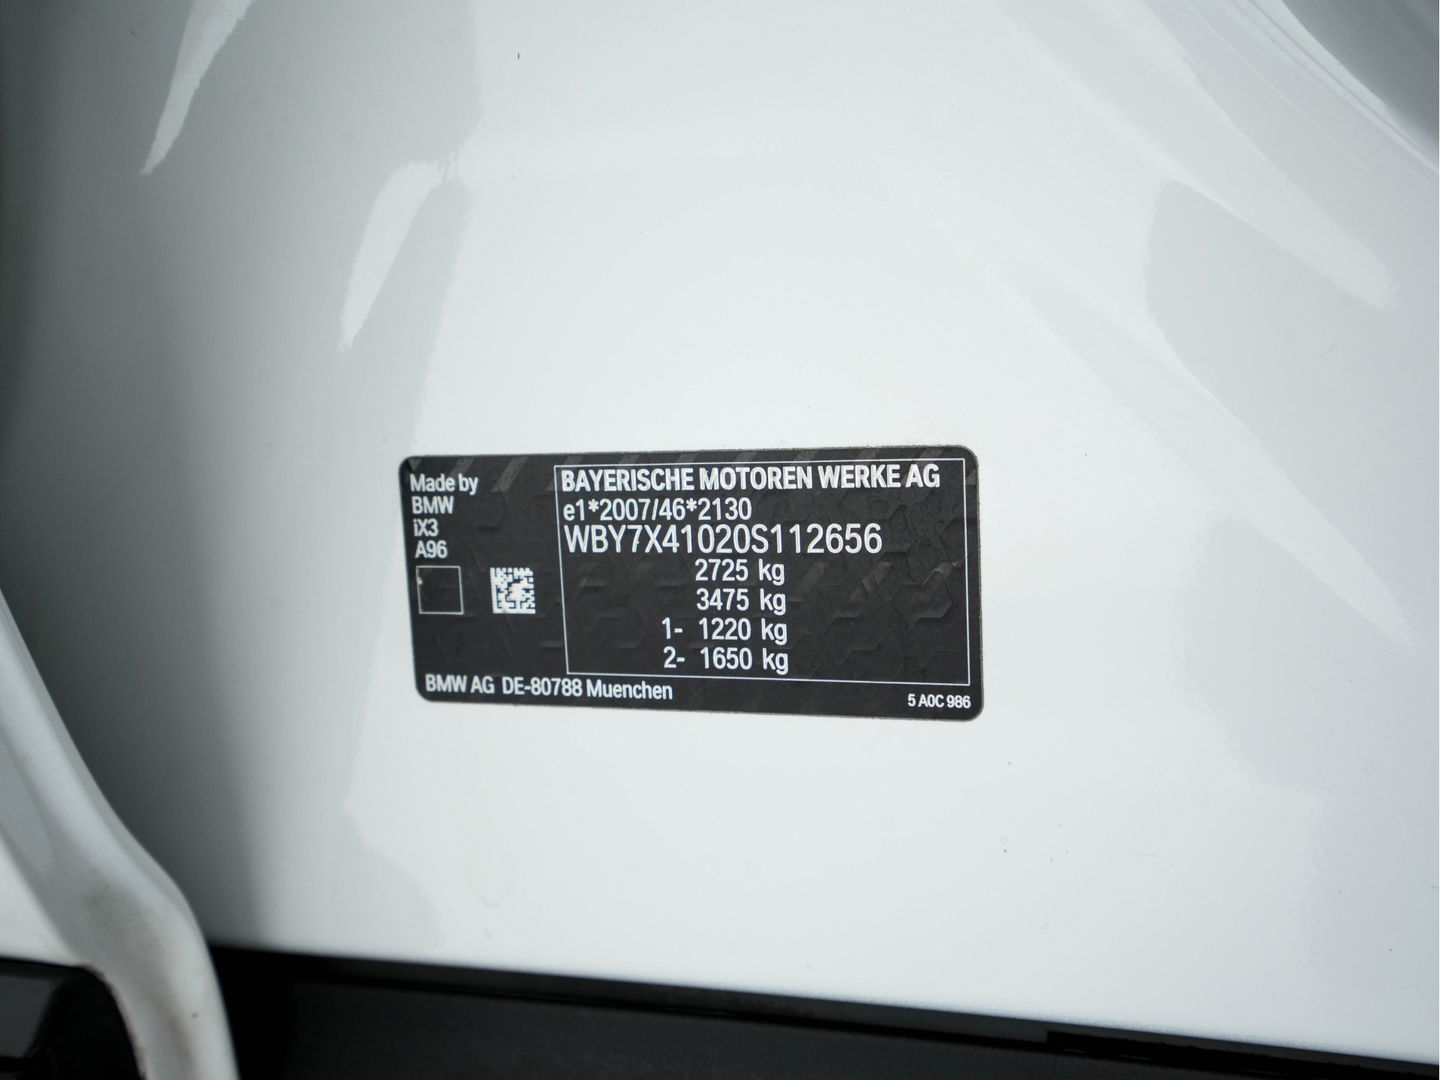 Made by
BMW
iX3
A96
BAYERISCHE MOTOREN WERKE AG
e1*2007/46*2130
WBY7X41020S112656
2725 kg
3475 kg
1- 1220 kg
2- 1650 kg
BMW AG DE-80788 Muenchen
5 A0C 986